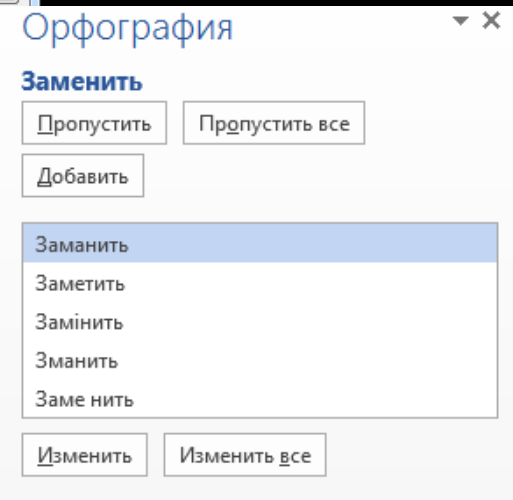 Орфография
Заменить
Пропустить Пропустить все
Добавить
Заманить
Заметить
Замінить
Зманить
Заме нить
Изменить Изменить все